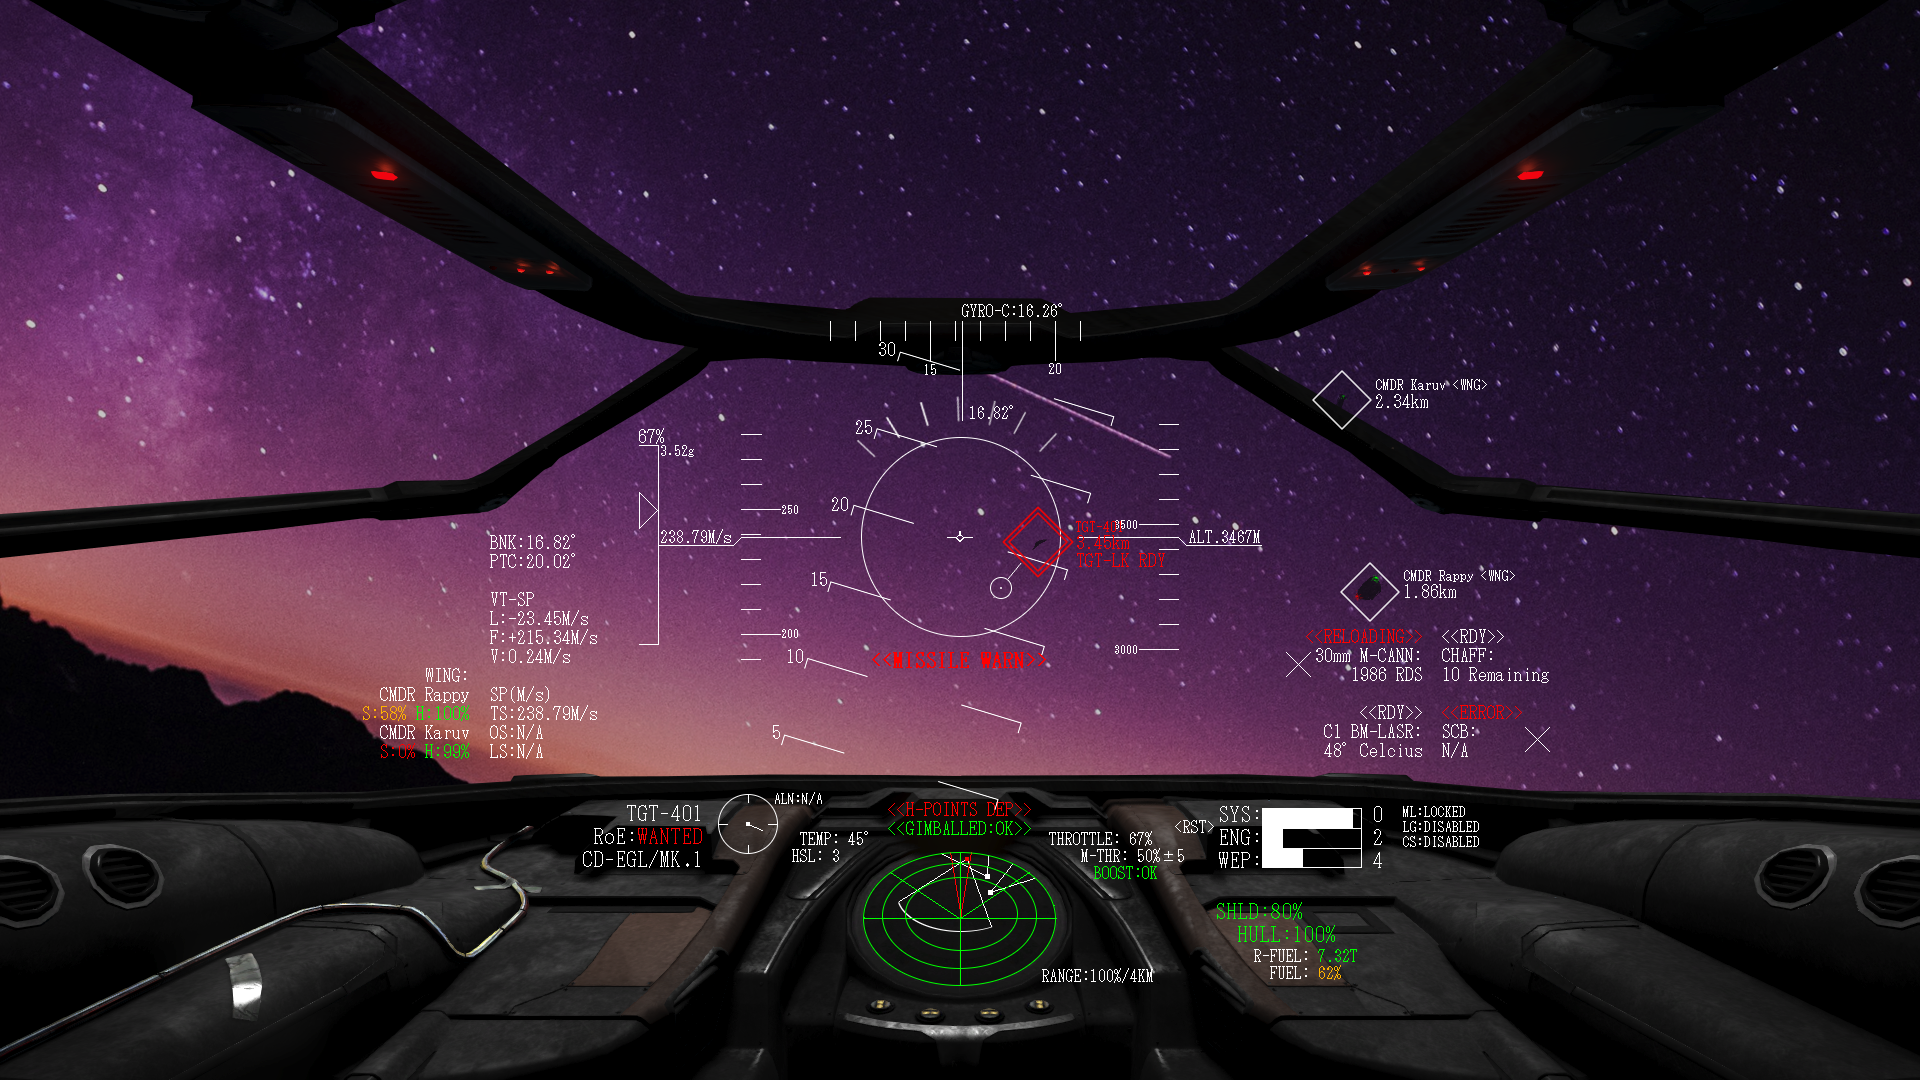 GYRO-C:16.26°
30
15
20
16.82°
25
CMDR Karuv <WNG>
2.34km
67%
3.52g
20
250
238.79M/s
3500
ALT.3467M
3.45km
TGT-LK RDY
BNK:16.82°
PTC:20.02°
15
CMDR Rappy <WNG>
1.86km
VT-SP
L:-23.45M/s
F:+215.34M/s
V:0.24M/s
200
10
3000
<<MISSILE WARN>>
<<RELOADING>>
30mm M-CANN:
1986 RDS
<<RDY>>
CHAFF:
10 Remaining
WING:
CMDR Rappy
S:58% H:100%
CMDR Karuv
S:0% H:99%
SP(M/s)
TS:238.79M/s
OS:N/A
LS:N/A
5
<<RDY>>
C1 BM-LASR:
48° Celcius
<<ERROR>>
SCB:
N/A
TGT-401
RoE:WANTED
CD-EGL/MK.1
ALN:N/A
TEMP: 45°
HSL: 3
<<H-POINTS DEP>>
<<GIMBALLED:OK>>
THROTTLE: 67%
M-THR: 50%±5
BOOST:OK
<RST>
SYS: 0
ENG: 2
WEP: 4
ML:LOCKED
LG:DISABLED
CS:DISABLED
SHLD:80%
HULL:100%
R-FUEL: 7.32T
FUEL: 62%
RANGE:100%/4KM